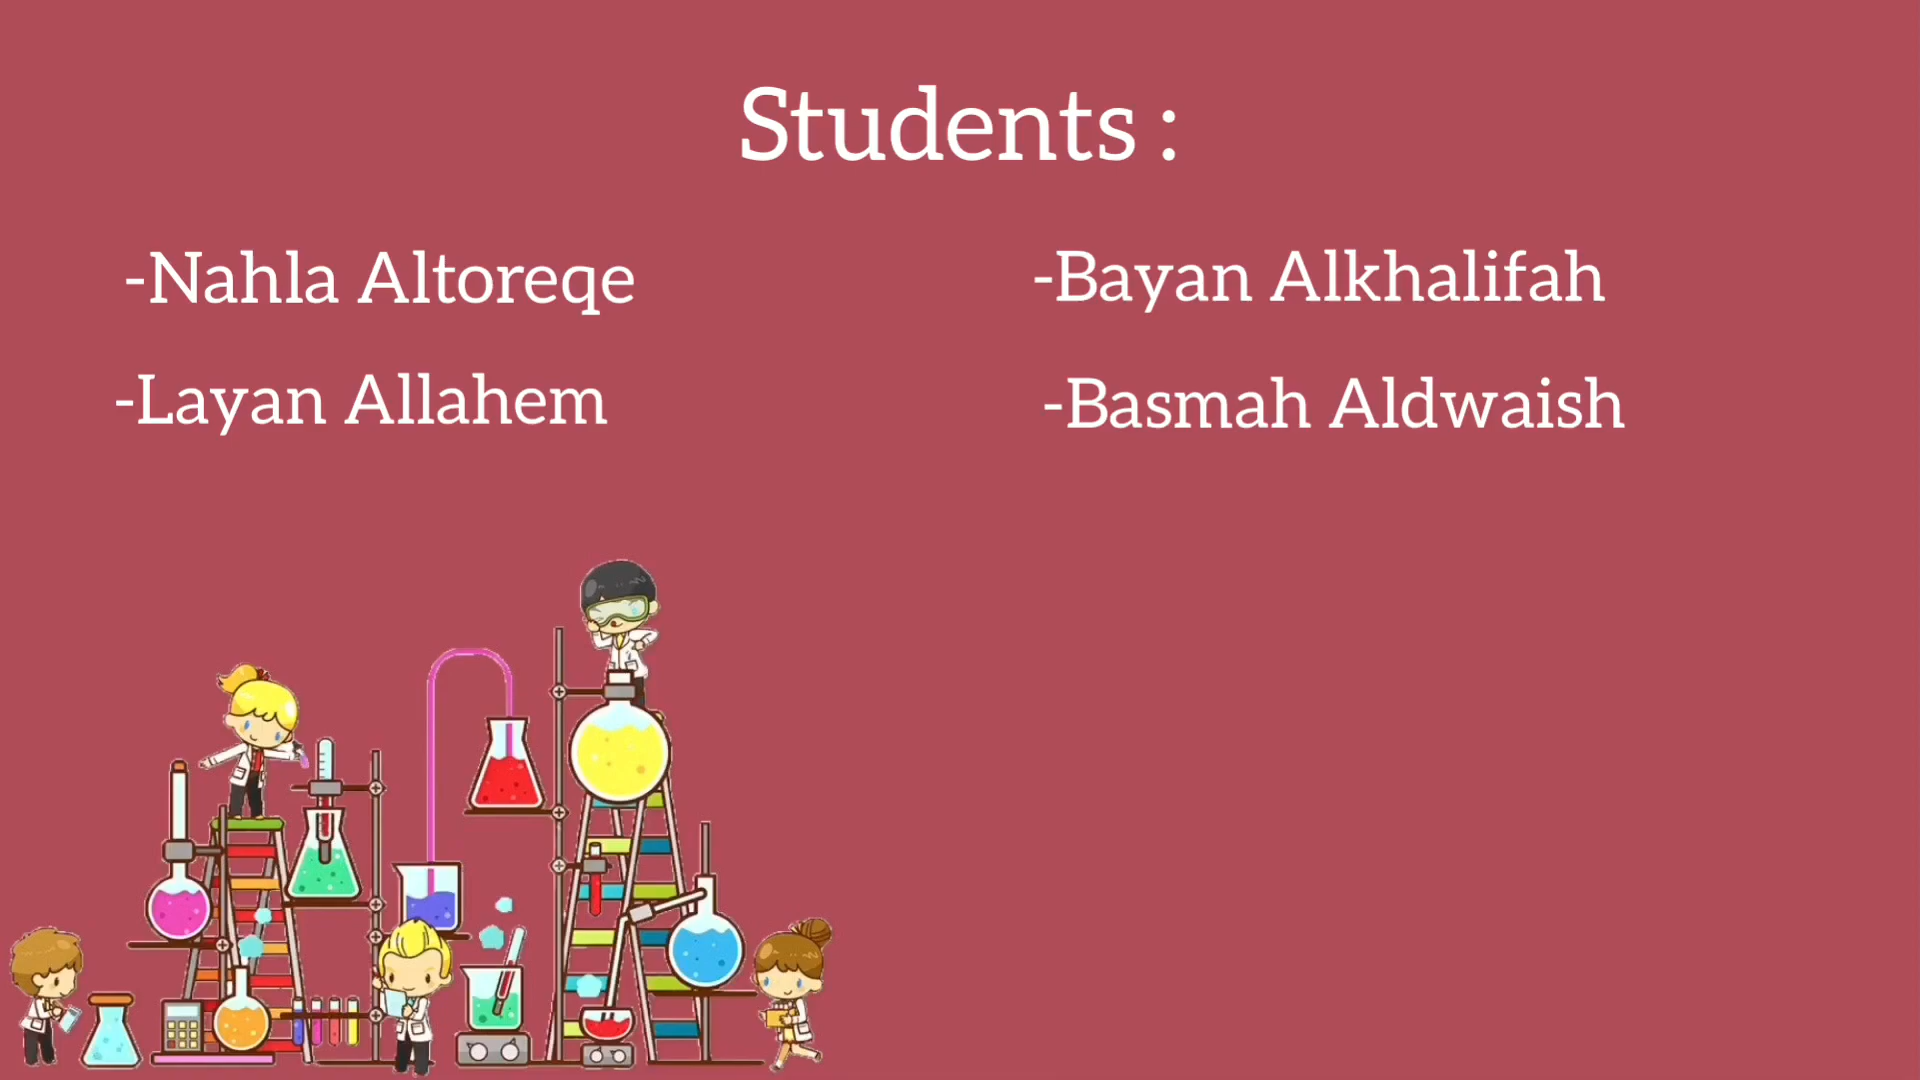 Students :
-Nahla Altoreqe
-Layan Allahem
-Bayan Alkhalifah
-Basmah Aldwaish